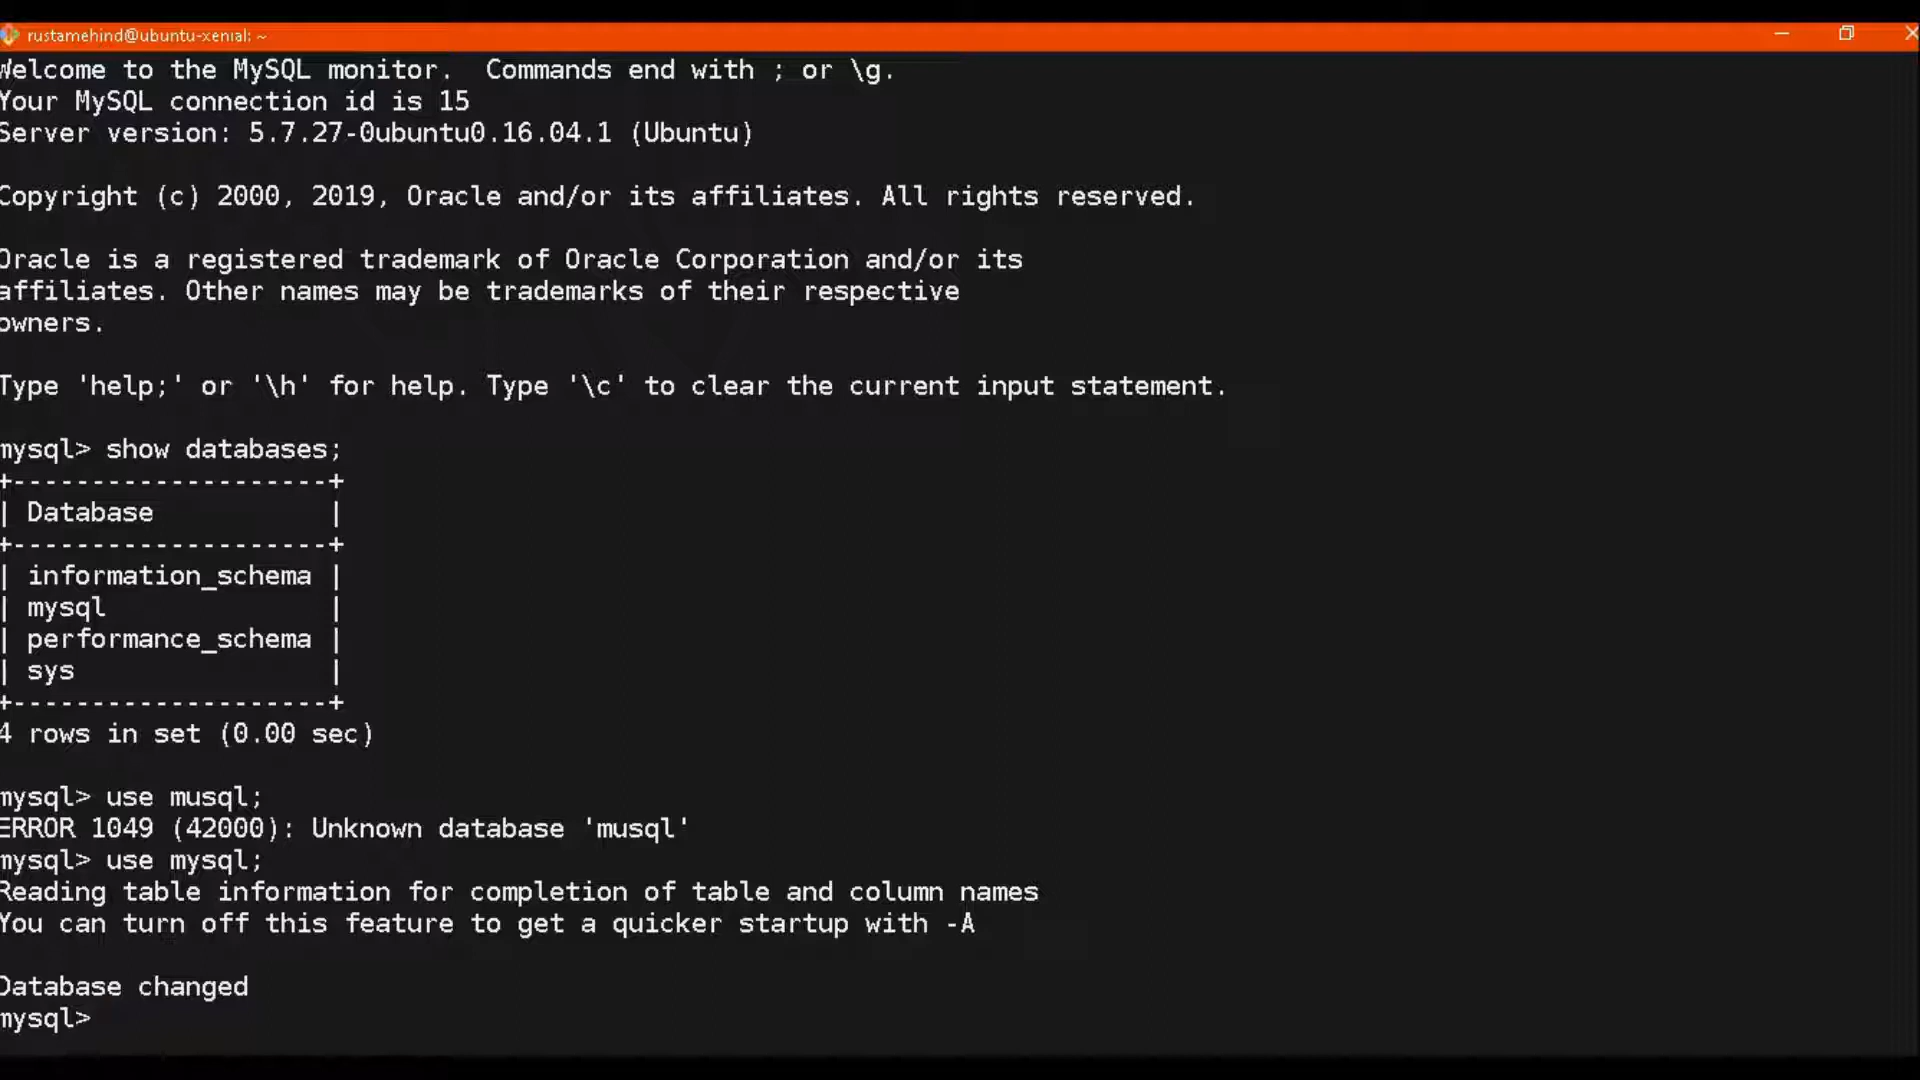 rustamehind@ubuntu-xenial: ~
Welcome to the MySQL monitor.  Commands end with ; or \g.
Your MySQL connection id is 15
Server version: 5.7.27-0ubuntu0.16.04.1 (Ubuntu)
Copyright (c) 2000, 2019, Oracle and/or its affiliates. All rights reserved.
Oracle is a registered trademark of Oracle Corporation and/or its
affiliates. Other names may be trademarks of their respective
owners.
Type 'help;' or '\h' for help. Type '\c' to clear the current input statement.
mysql> show databases;
+--------------------+
| Database           |
+--------------------+
| information_schema |
| mysql              |
| performance_schema |
| sys                |
+--------------------+
4 rows in set (0.00 sec)
mysql> use musql;
ERROR 1049 (42000): Unknown database 'musql'
mysql> use mysql;
Reading table information for completion of table and column names
You can turn off this feature to get a quicker startup with -A
Database changed
mysql>